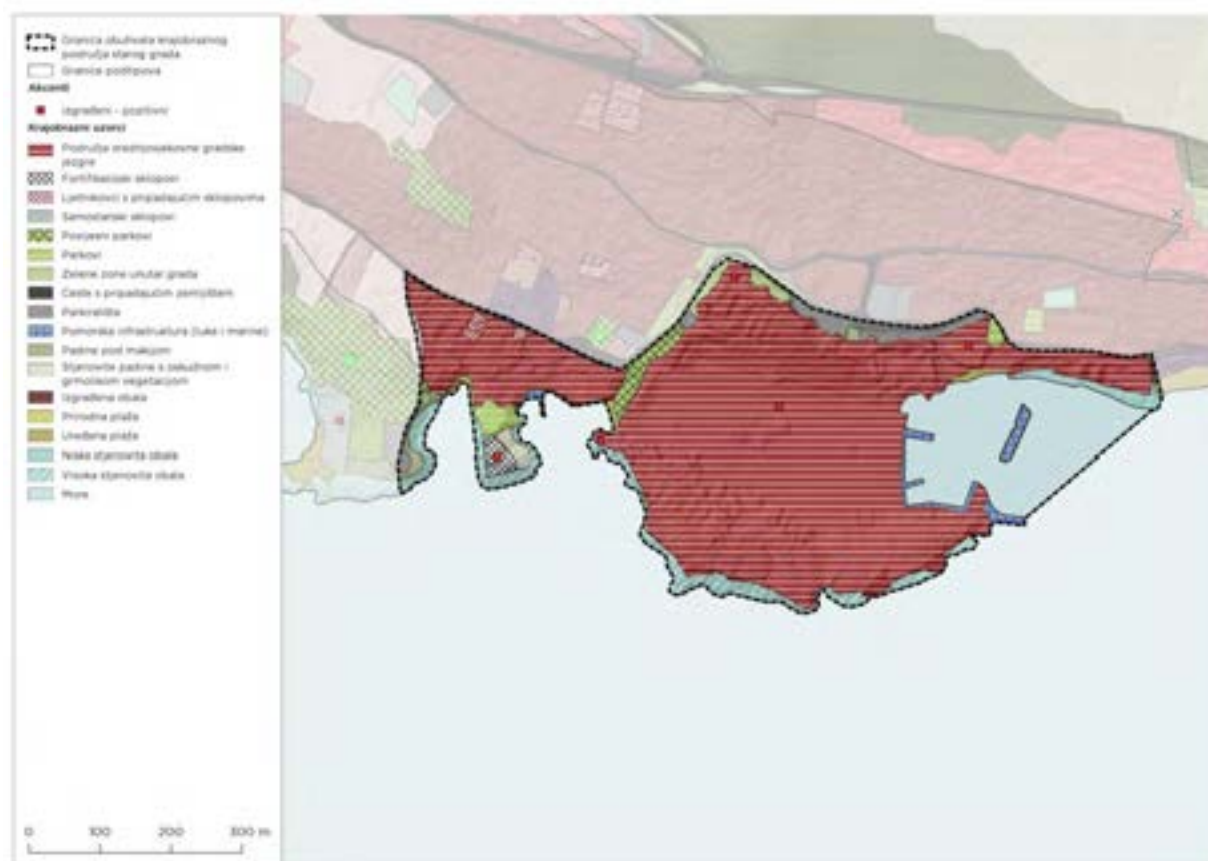 Granica obuhvata krajobraznog
područja starog grada
Granica podtipova
Akcenti
Izgrađeni - pozitivni
Krajobrazni uzorci
Područja srednjovjekovne gradske
jezgre
Fortifikacijski sklopovi
Ljetnikovci s pripadajućim sklopovima
Samostanski sklopovi
Povijesni parkovi
Parkovi
Zelene zone unutar grada
Ceste s pripadajućim zemljištem
Parkirališta
Pomorska infrastruktura (luke i marine)
Padine pod makijom
Stjenovite padine s oskudnom i
grmolikom vegetacijom
Izgrađena obala
Prirodna plaža
Uređena plaža
Niska stjenovita obala
Visoka stjenovita obala
More
0 100 200 300 m